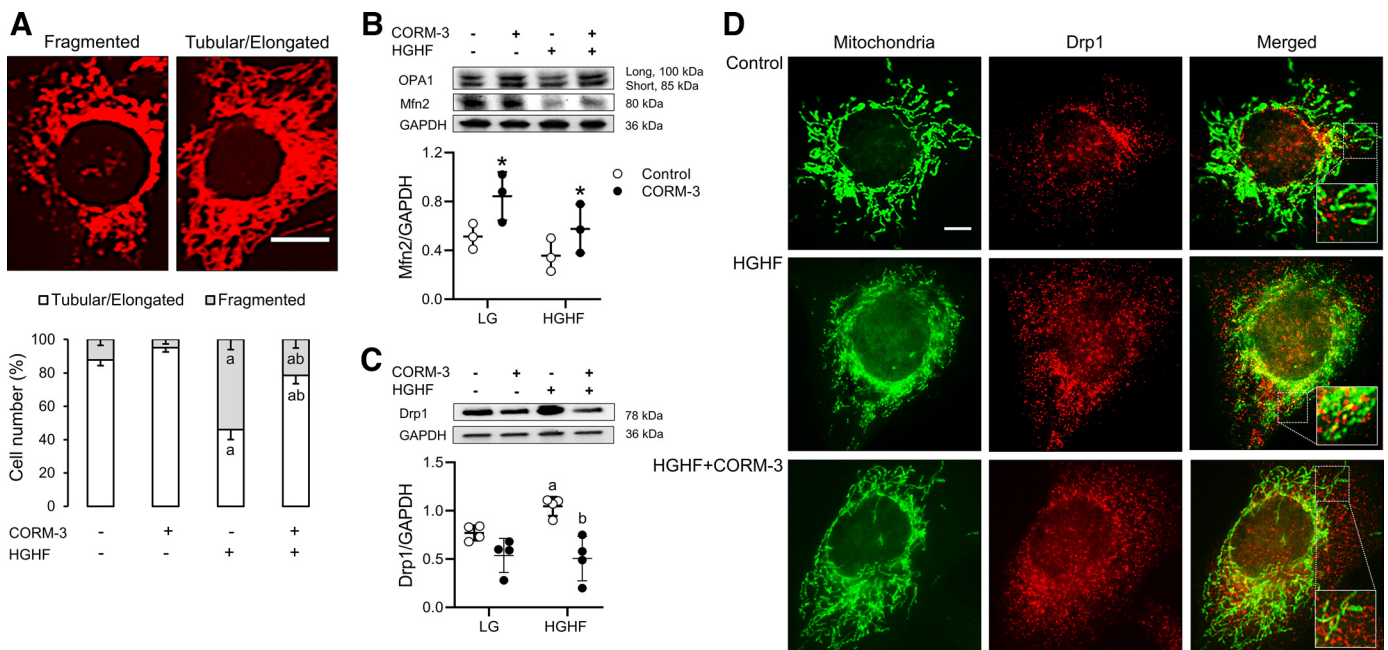 A
Fragmented Tubular/Elongated
Tubular/Elongated Fragmented
Cell number (%)
100
80
60
40
20
0
a
a
ab
ab
CORM-3 - + - +
HGHF - - + +
B
CORM-3 - + - +
HGHF - - + +
OPA1 Long, 100 kDa
Short, 85 kDa
Mfn2 80 kDa
GAPDH 36 kDa
Mfn2/GAPDH
1.2
0.8
0.4
0.0
*
*
Control
CORM-3
LG HGHF
C
CORM-3 - + - +
HGHF - - + +
Drp1 78 kDa
GAPDH 36 kDa
Drp1/GAPDH
1.5
1.0
0.5
0.0
a
b
LG HGHF
D
Mitochondria Drp1 Merged
Control
HGHF
HGHF+CORM-3